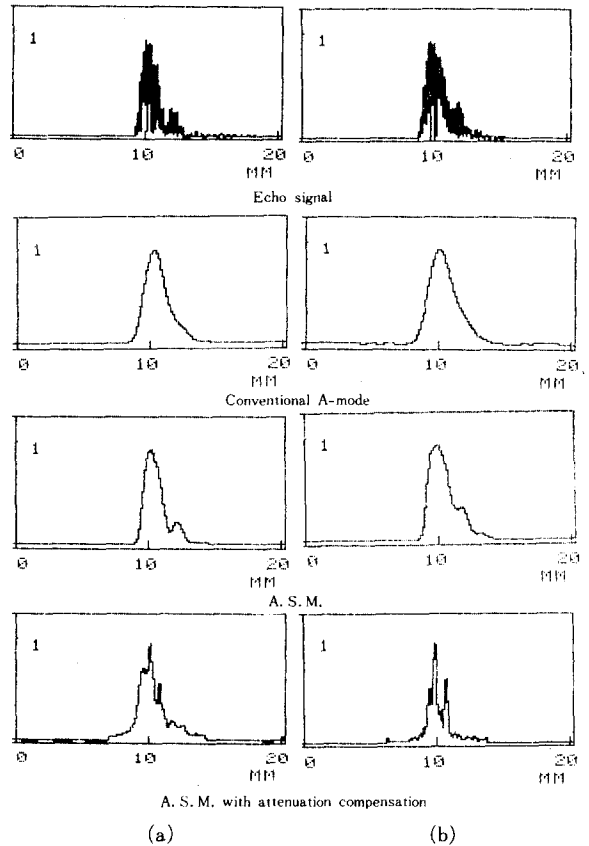 1 1
0 10 20 0 10 20
MM MM
Echo signal
1 1
0 10 20 0 10 20
MM MM
Conventional A-mode
1 1
0 10 20 0 10 20
MM MM
A. S. M.
1 1
0 10 20 0 10 20
MM MM
A. S. M. with attenuation compensation
(a) (b)